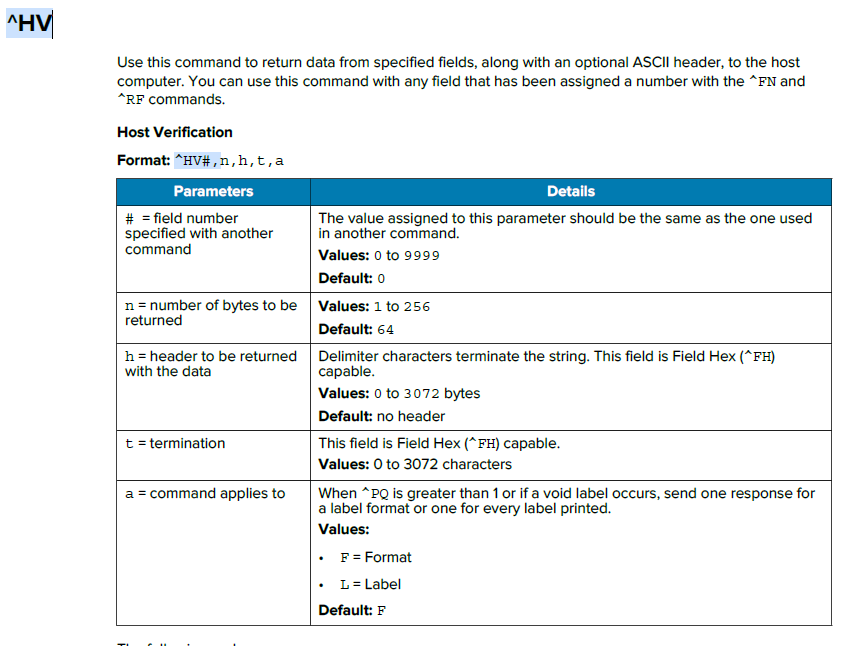 ^HV
Use this command to return data from specified fields, along with an optional ASCII header, to the host
computer. You can use this command with any field that has been assigned a number with the ^FN and
^RF commands.
Host Verification
Format: ^HV#,n,h,t,a
Parameters Details
# = field number
specified with another
command
The value assigned to this parameter should be the same as the one used
in another command.
Values: 0 to 9999
Default: 0
n = number of bytes to be
returned
Values: 1 to 256
Default: 64
h = header to be returned
with the data
Delimiter characters terminate the string. This field is Field Hex (^FH)
capable.
Values: 0 to 3072 bytes
Default: no header
t = termination
This field is Field Hex (^FH) capable.
Values: 0 to 3072 characters
a = command applies to
When ^PQ is greater than 1 or if a void label occurs, send one response for
a label format or one for every label printed.
Values:
• F = Format
• L = Label
Default: F